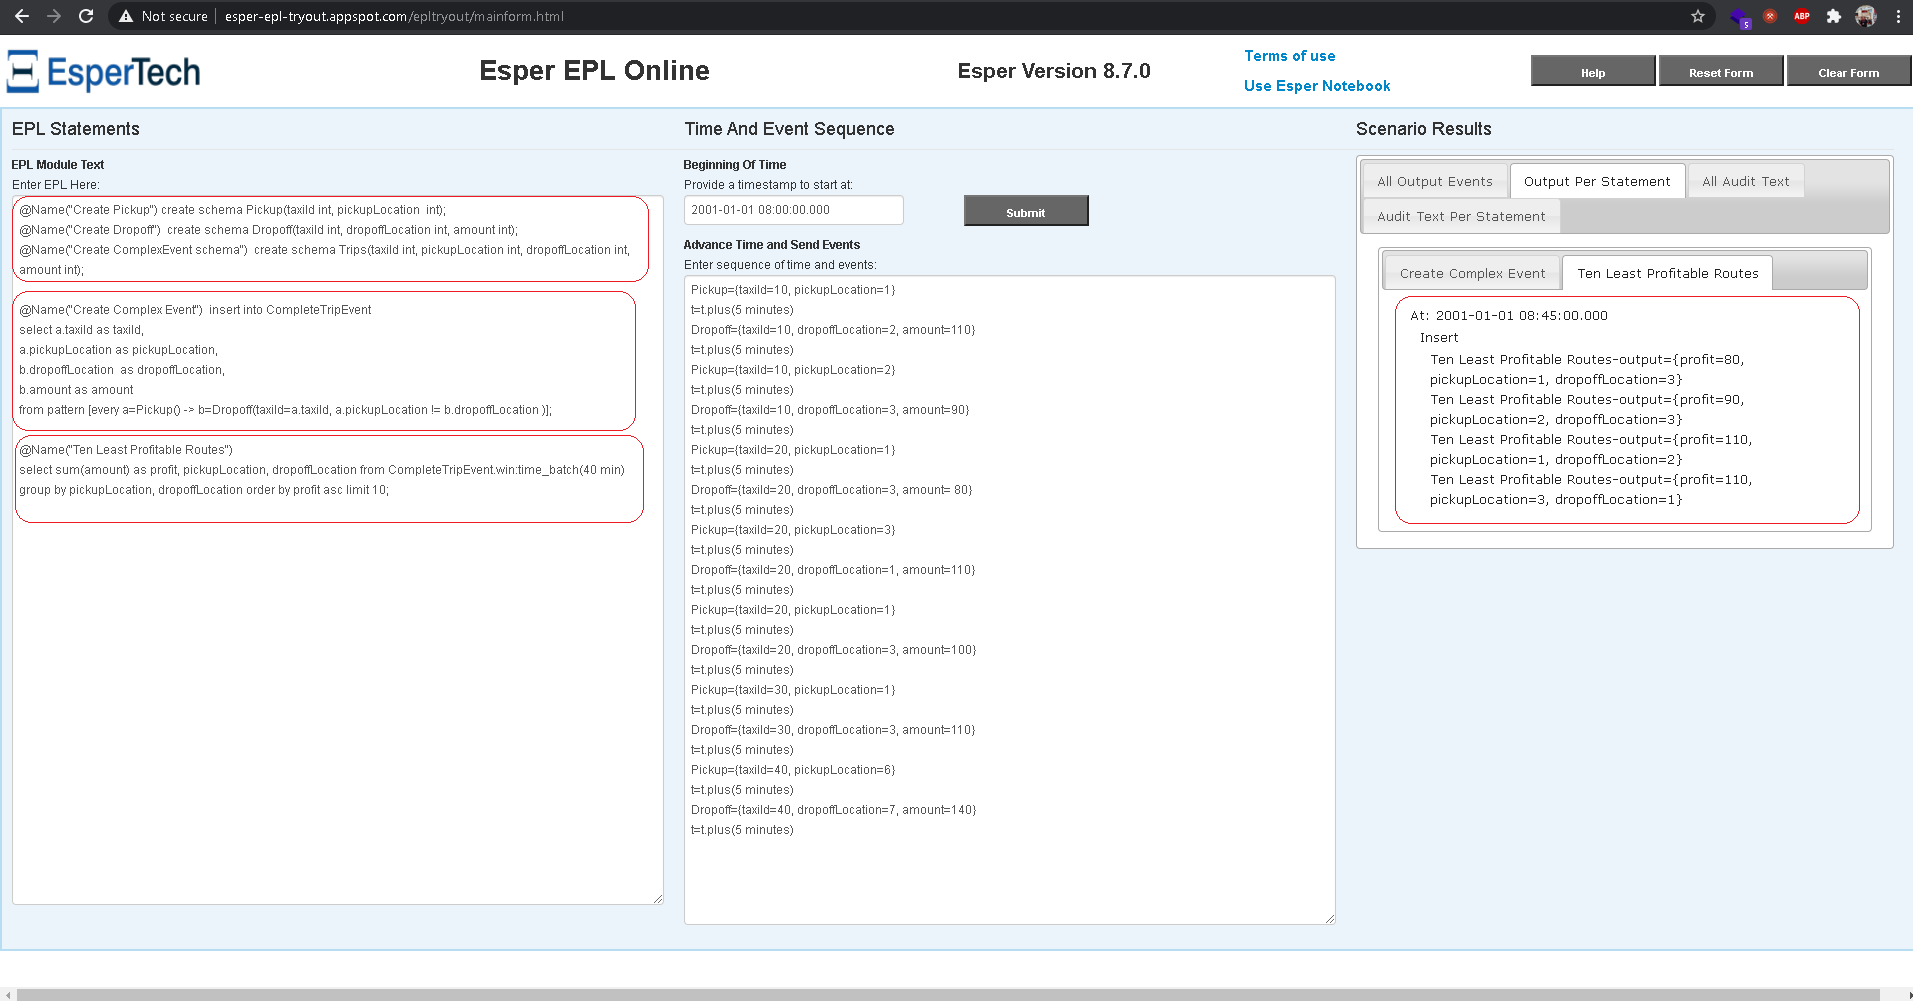 Not secure | esper-epl-tryout.appspot.com/epltryout/mainform.html
5
ABP
EsperTech
Esper EPL Online
Esper Version 8.7.0
Terms of use
Use Esper Notebook
Help
Reset Form
Clear Form
EPL Statements
EPL Module Text
Enter EPL Here:
@Name("Create Pickup") create schema Pickup(taxiId int, pickupLocation  int);
@Name("Create Dropoff")  create schema Dropoff(taxiId int, dropoffLocation int, amount int);
@Name("Create ComplexEvent schema")  create schema Trips(taxiId int, pickupLocation int, dropoffLocation int,
amount int);
@Name("Create Complex Event")  insert into CompleteTripEvent
select a.taxiId as taxiId,
a.pickupLocation as pickupLocation,
b.dropoffLocation  as dropoffLocation,
b.amount as amount
from pattern [every a=Pickup() -> b=Dropoff(taxiId=a.taxiId, a.pickupLocation != b.dropoffLocation )];
@Name("Ten Least Profitable Routes")
select sum(amount) as profit, pickupLocation, dropoffLocation from CompleteTripEvent.win:time_batch(40 min)
group by pickupLocation, dropoffLocation order by profit asc limit 10;
Time And Event Sequence
Beginning Of Time
Provide a timestamp to start at:
2001-01-01 08:00:00.000
Submit
Advance Time and Send Events
Enter sequence of time and events:
Pickup={taxiId=10, pickupLocation=1}
t=t.plus(5 minutes)
Dropoff={taxiId=10, dropoffLocation=2, amount=110}
t=t.plus(5 minutes)
Pickup={taxiId=10, pickupLocation=2}
t=t.plus(5 minutes)
Dropoff={taxiId=10, dropoffLocation=3, amount=90}
t=t.plus(5 minutes)
Pickup={taxiId=20, pickupLocation=1}
t=t.plus(5 minutes)
Dropoff={taxiId=20, dropoffLocation=3, amount= 80}
t=t.plus(5 minutes)
Pickup={taxiId=20, pickupLocation=3}
t=t.plus(5 minutes)
Dropoff={taxiId=20, dropoffLocation=1, amount=110}
t=t.plus(5 minutes)
Pickup={taxiId=20, pickupLocation=1}
t=t.plus(5 minutes)
Dropoff={taxiId=20, dropoffLocation=3, amount=100}
t=t.plus(5 minutes)
Pickup={taxiId=30, pickupLocation=1}
t=t.plus(5 minutes)
Dropoff={taxiId=30, dropoffLocation=3, amount=110}
t=t.plus(5 minutes)
Pickup={taxiId=40, pickupLocation=6}
t=t.plus(5 minutes)
Dropoff={taxiId=40, dropoffLocation=7, amount=140}
t=t.plus(5 minutes)
Scenario Results
All Output Events
Output Per Statement
All Audit Text
Audit Text Per Statement
Create Complex Event
Ten Least Profitable Routes
At: 2001-01-01 08:45:00.000
Insert
Ten Least Profitable Routes-output={profit=80,
pickupLocation=1, dropoffLocation=3}
Ten Least Profitable Routes-output={profit=90,
pickupLocation=2, dropoffLocation=3}
Ten Least Profitable Routes-output={profit=110,
pickupLocation=1, dropoffLocation=2}
Ten Least Profitable Routes-output={profit=110,
pickupLocation=3, dropoffLocation=1}